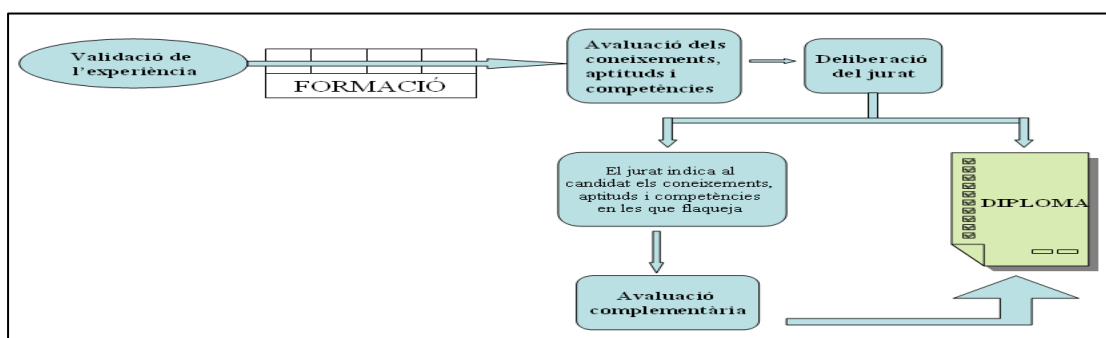 Validació de
l'experiència
FORMACIÓ
Avaluació dels
coneixements,
aptituds i
competències
Deliberació
del jurat
El jurat indica al
candidat els coneixements,
aptituds i competències
en les que flaqueja
DIPLOMA
Avaluació
complementària